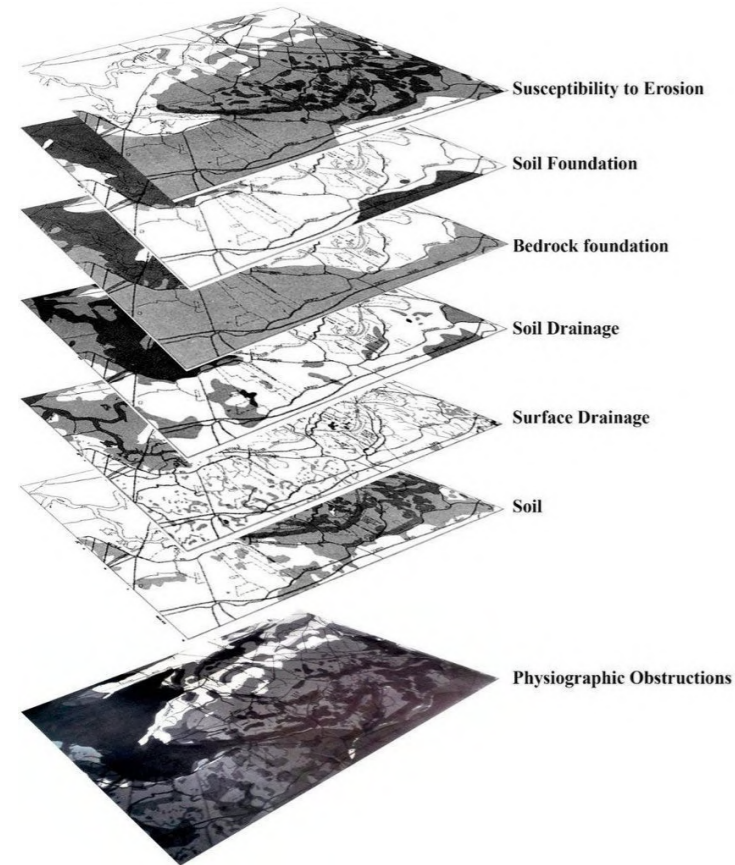 Susceptibility to Erosion
Soil Foundation
Bedrock foundation
Soil Drainage
Surface Drainage
Soil
Physiographic Obstructions